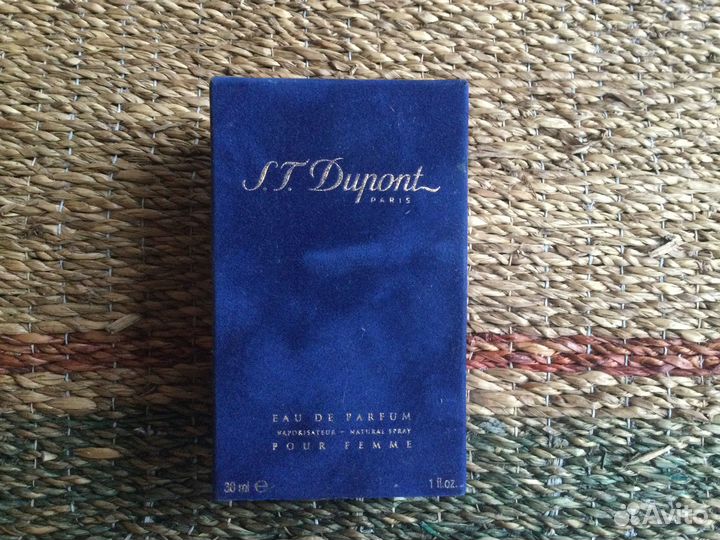 S.T. Dupont
PARIS
EAU DE PARFUM
VAPORISATEUR - NATURAL SPRAY
POUR FEMME
30 ml ℮ 1 fl.oz.
Avito